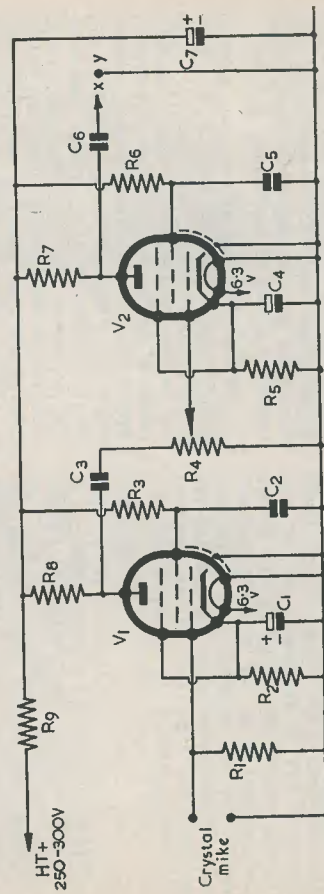 HT+
250-300V
R9
R8
R7
C3
C6
x
y
R3
R6
V1
V2
R4
C7
+
-
Crystal
mike
R1
R2
+
-
C1
6·3
V
C2
R5
C4
6·3
V
C5